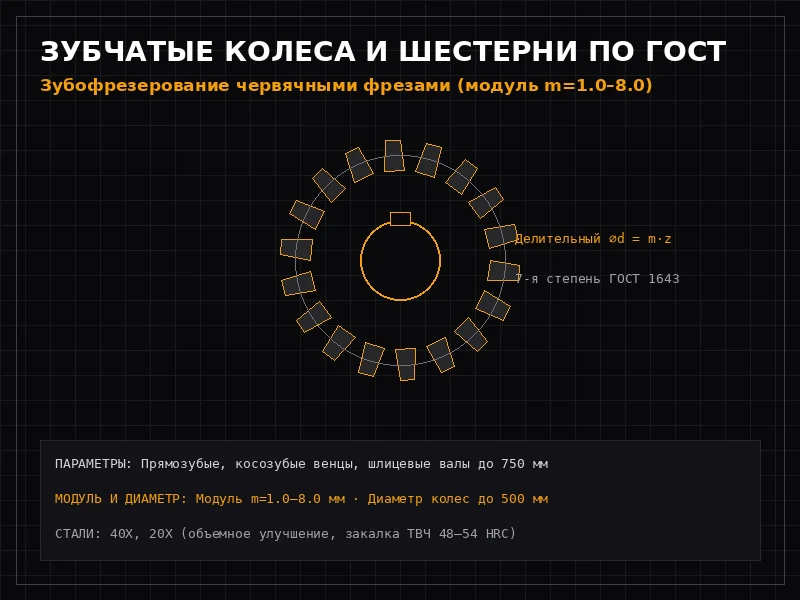 ЗУБЧАТЫЕ КОЛЕСА И ШЕСТЕРНИ ПО ГОСТ
Зубофрезерование червячными фрезами (модуль m=1.0–8.0)
Делительный ⌀d = m·z
7-я степень ГОСТ 1643
ПАРАМЕТРЫ: Прямозубые, косозубые венцы, шлицевые валы до 750 мм
МОДУЛЬ И ДИАМЕТР: Модуль m=1.0–8.0 мм · Диаметр колес до 500 мм
СТАЛИ: 40Х, 20Х (объемное улучшение, закалка ТВЧ 48–54 HRC)